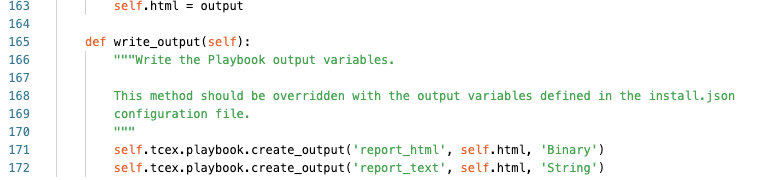 163 self.html = output
164
165 def write_output(self):
166 """Write the Playbook output variables.
167
168 This method should be overridden with the output variables defined in the install.json
169 configuration file.
170 """
171 self.tcex.playbook.create_output('report_html', self.html, 'Binary')
172 self.tcex.playbook.create_output('report_text', self.html, 'String')